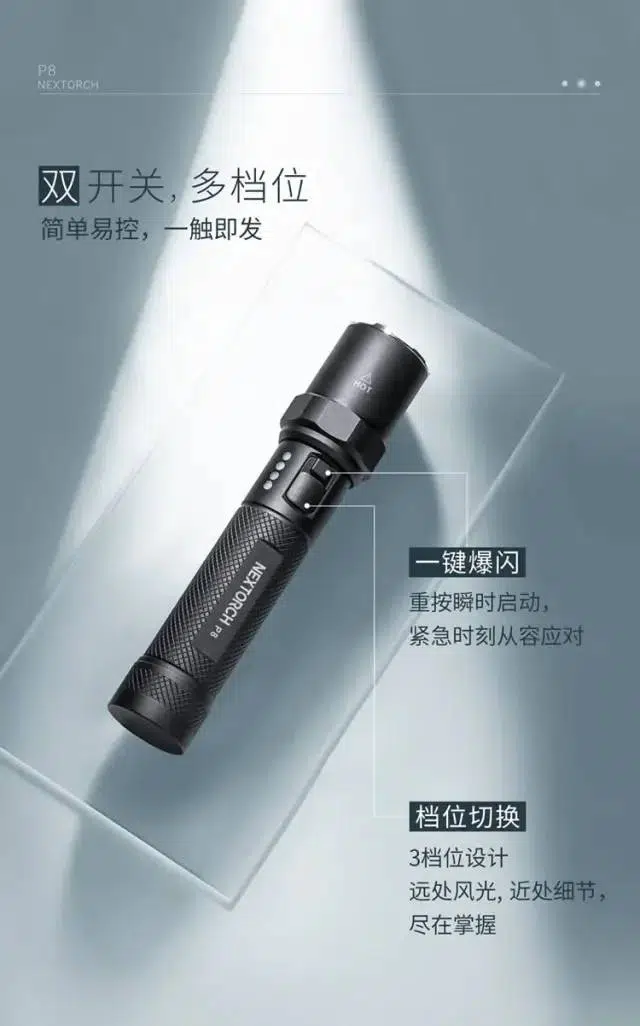 P8
NEXTORCH
双开关,多档位
简单易控，一触即发
HOT
NEXTORCH P8
一键爆闪
重按瞬时启动，
紧急时刻从容应对
档位切换
3档位设计
远处风光, 近处细节，
尽在掌握